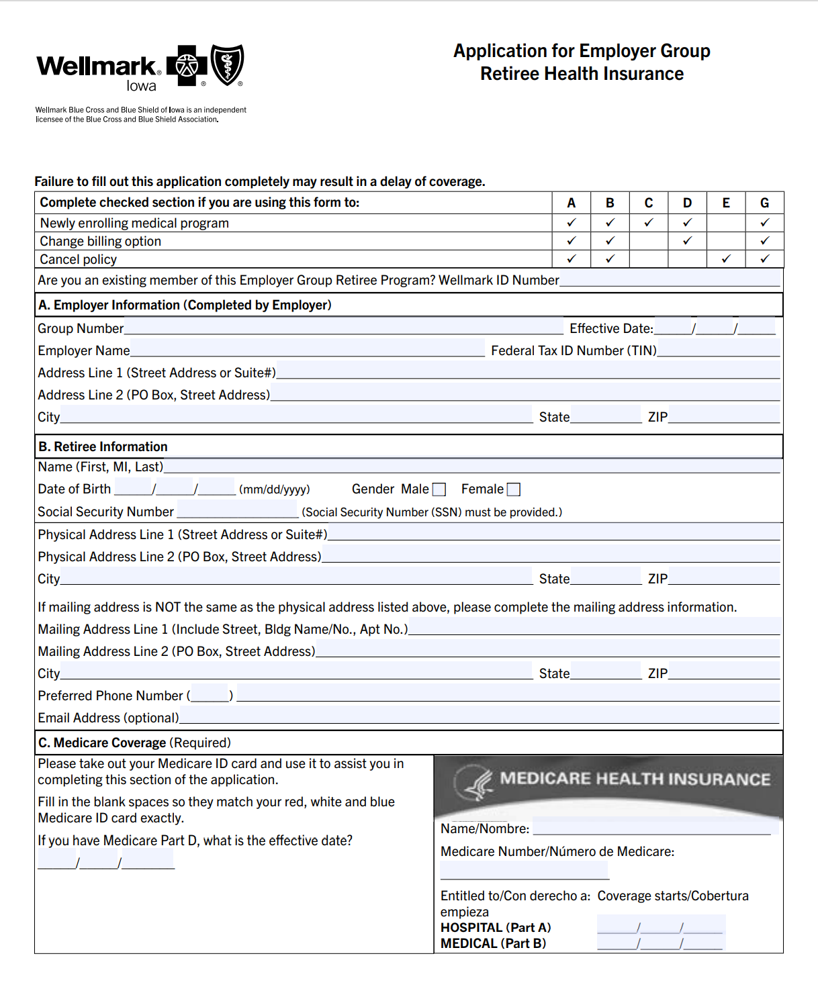 Wellmark®
Iowa
® ®
Wellmark Blue Cross and Blue Shield of Iowa is an independent
licensee of the Blue Cross and Blue Shield Association.
Application for Employer Group
Retiree Health Insurance
Failure to fill out this application completely may result in a delay of coverage.
Complete checked section if you are using this form to: A B C D E G
Newly enrolling medical program ✓ ✓ ✓ ✓ ✓
Change billing option ✓ ✓ ✓ ✓
Cancel policy ✓ ✓ ✓ ✓
Are you an existing member of this Employer Group Retiree Program? Wellmark ID Number
A. Employer Information (Completed by Employer)
Group Number Effective Date: / /
Employer Name Federal Tax ID Number (TIN)
Address Line 1 (Street Address or Suite#)
Address Line 2 (PO Box, Street Address)
City State ZIP
B. Retiree Information
Name (First, MI, Last)
Date of Birth / / (mm/dd/yyyy) Gender Male Female
Social Security Number (Social Security Number (SSN) must be provided.)
Physical Address Line 1 (Street Address or Suite#)
Physical Address Line 2 (PO Box, Street Address)
City State ZIP
If mailing address is NOT the same as the physical address listed above, please complete the mailing address information.
Mailing Address Line 1 (Include Street, Bldg Name/No., Apt No.)
Mailing Address Line 2 (PO Box, Street Address)
City State ZIP
Preferred Phone Number ( )
Email Address (optional)
C. Medicare Coverage (Required)
Please take out your Medicare ID card and use it to assist you in
completing this section of the application.
Fill in the blank spaces so they match your red, white and blue
Medicare ID card exactly.
If you have Medicare Part D, what is the effective date?
/ /
MEDICARE HEALTH INSURANCE
Name/Nombre:
Medicare Number/Número de Medicare:
Entitled to/Con derecho a: Coverage starts/Cobertura
empieza
HOSPITAL (Part A) / /
MEDICAL (Part B) / /